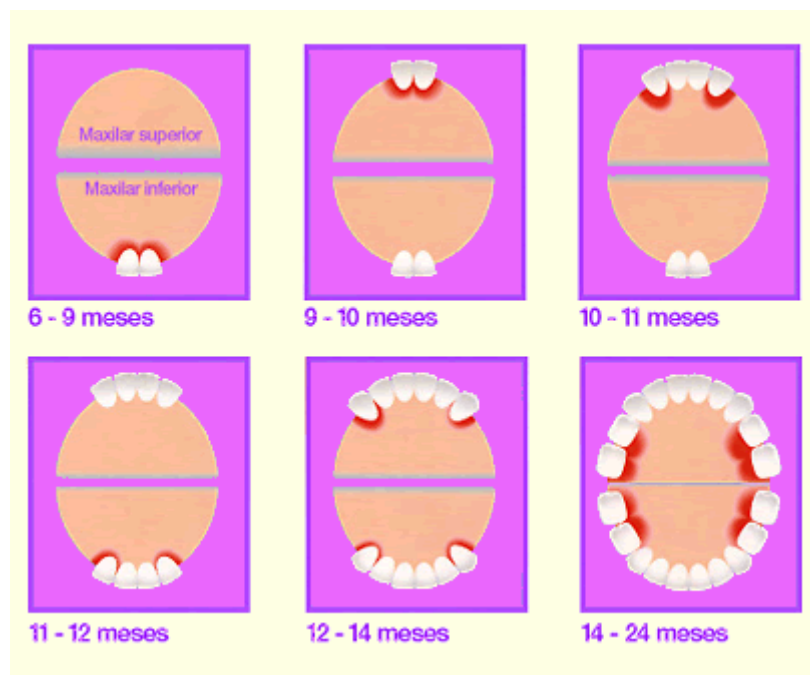 Maxilar superior
Maxilar inferior
6 - 9 meses
9 - 10 meses
10 - 11 meses
11 - 12 meses
12 - 14 meses
14 - 24 meses